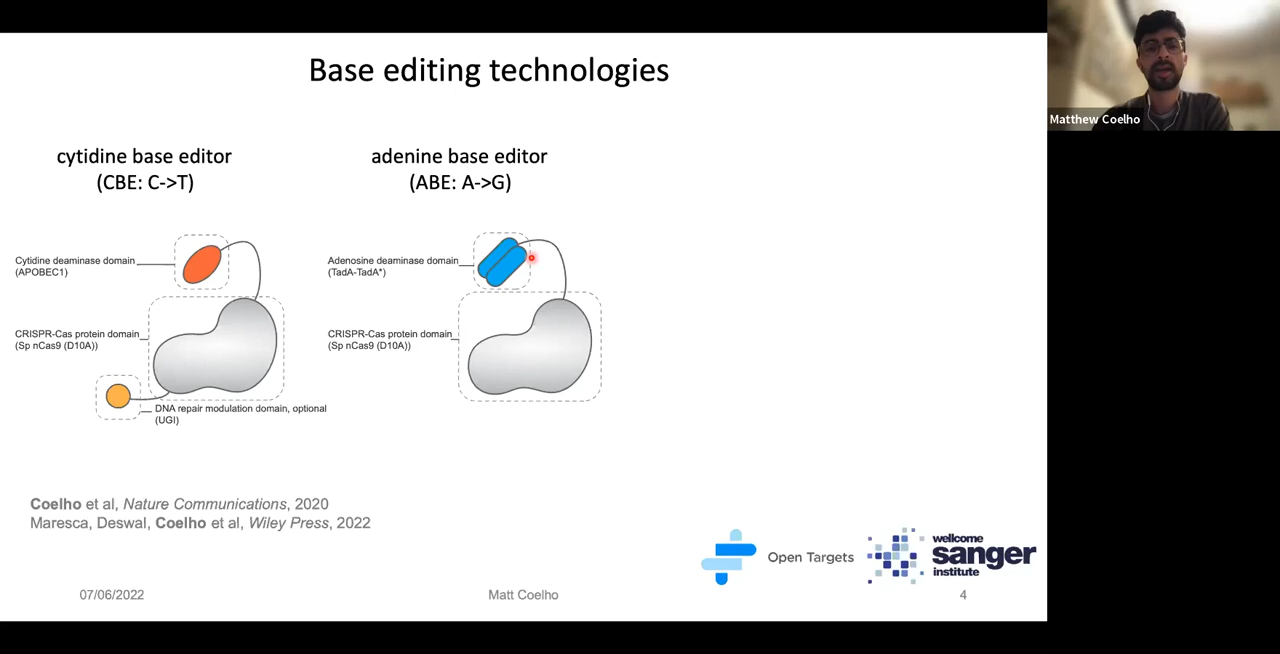 Base editing technologies
cytidine base editor
(CBE: C->T)
adenine base editor
(ABE: A->G)
Cytidine deaminase domain
(APOBEC1)
CRISPR-Cas protein domain
(Sp nCas9 (D10A))
DNA repair modulation domain, optional
(UGI)
Adenosine deaminase domain
(TadA-TadA*)
CRISPR-Cas protein domain
(Sp nCas9 (D10A))
Coelho et al, Nature Communications, 2020
Maresca, Deswal, Coelho et al, Wiley Press, 2022
Open Targets
wellcome
sanger
institute
07/06/2022
Matt Coelho
4
Matthew Coelho